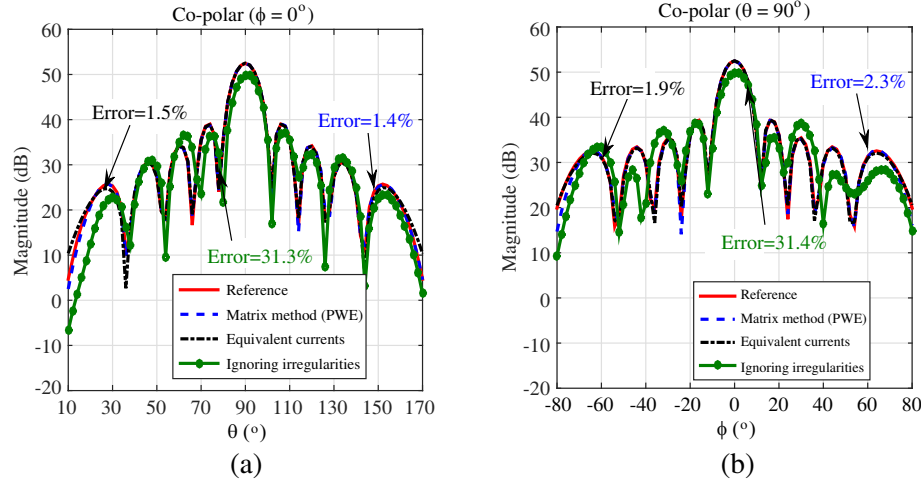 Co-polar (ϕ = 0°)
60
50
40
30
20
10
0
-10
-20
Magnitude (dB)
Error=1.5%
Error=1.4%
Error=31.3%
Reference
Matrix method (PWE)
Equivalent currents
Ignoring irregularities
10 30 50 70 90 110 130 150 170
θ (°)
(a)
Co-polar (θ = 90°)
60
50
40
30
20
10
0
-10
-20
Magnitude (dB)
Error=1.9%
Error=2.3%
Error=31.4%
Reference
Matrix method (PWE)
Equivalent currents
Ignoring irregularities
-80 -60 -40 -20 0 20 40 60 80
ϕ (°)
(b)